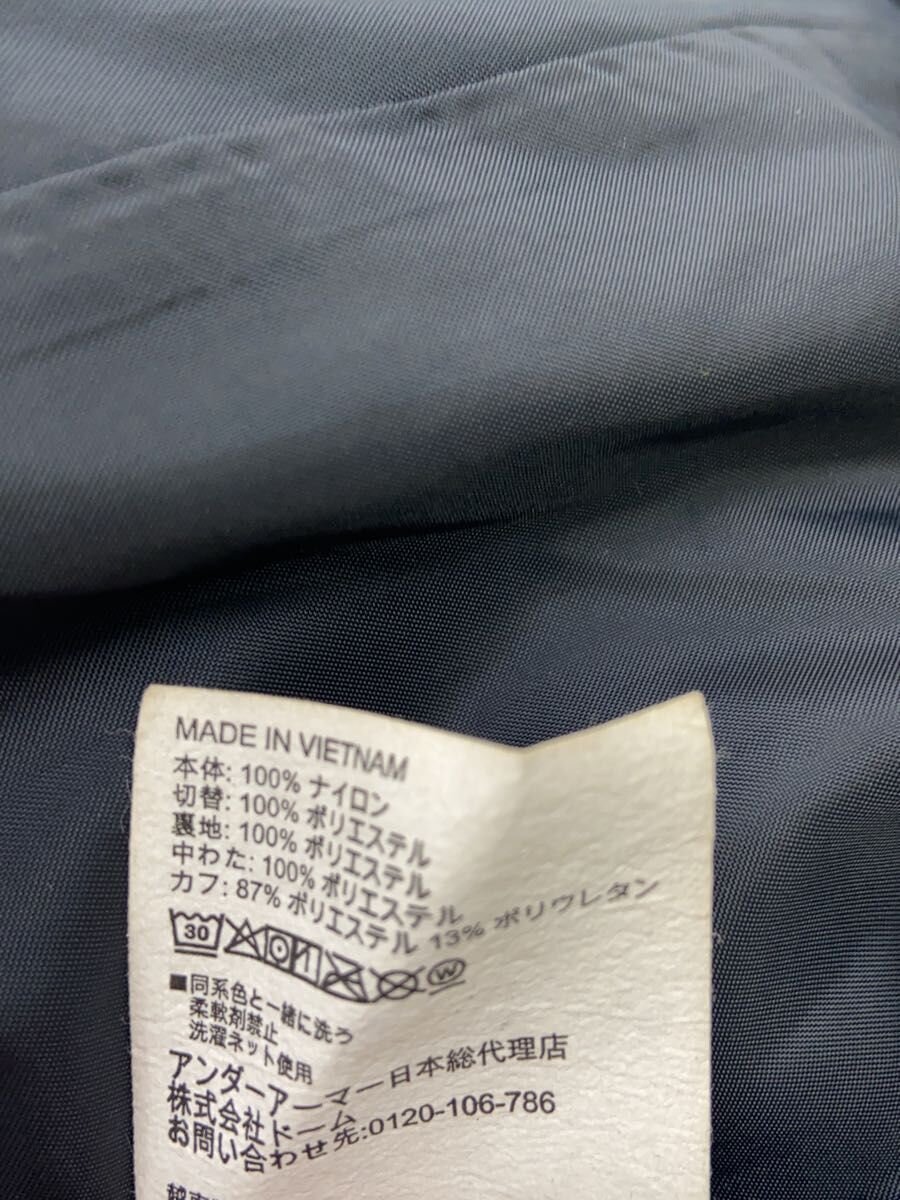 MADE IN VIETNAM
本体: 100% ナイロン
切替: 100% ポリエステル
裏地: 100% ポリエステル
中わた: 100% ポリエステル
カフ: 87% ポリエステル 13% ポリウレタン
30 W
■同系色と一緒に洗う
柔軟剤禁止
洗濯ネット使用
アンダーアーマー日本総代理店
株式会社ドーム
お問い合わせ先:0120-106-786